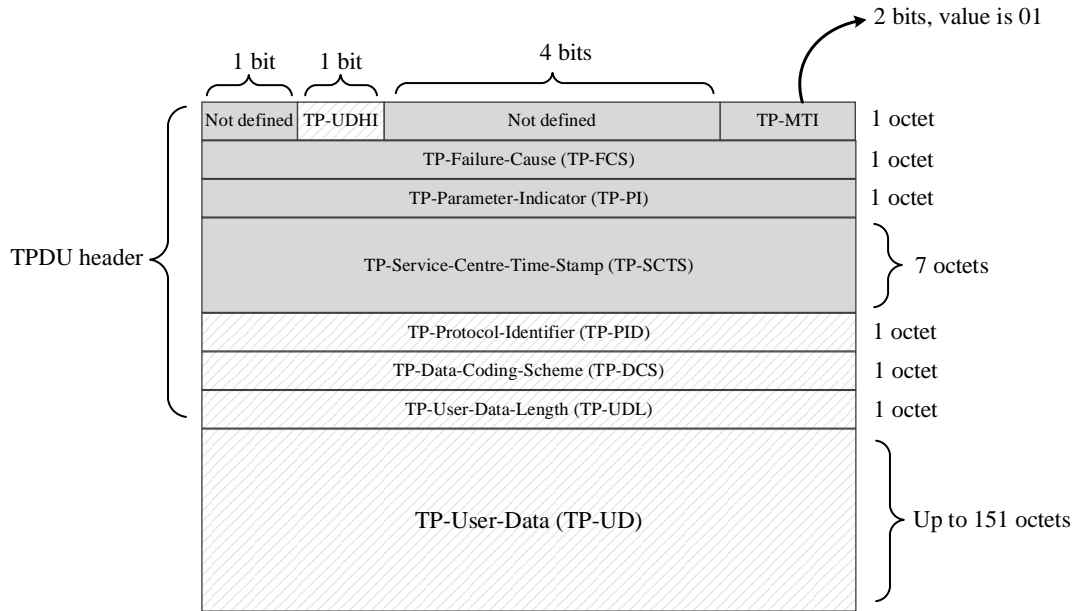 2 bits, value is 01
1 bit
1 bit
4 bits
Not defined
TP-UDHI
Not defined
TP-MTI
1 octet
TP-Failure-Cause (TP-FCS)
1 octet
TP-Parameter-Indicator (TP-PI)
1 octet
TPDU header
TP-Service-Centre-Time-Stamp (TP-SCTS)
7 octets
TP-Protocol-Identifier (TP-PID)
1 octet
TP-Data-Coding-Scheme (TP-DCS)
1 octet
TP-User-Data-Length (TP-UDL)
1 octet
TP-User-Data (TP-UD)
Up to 151 octets